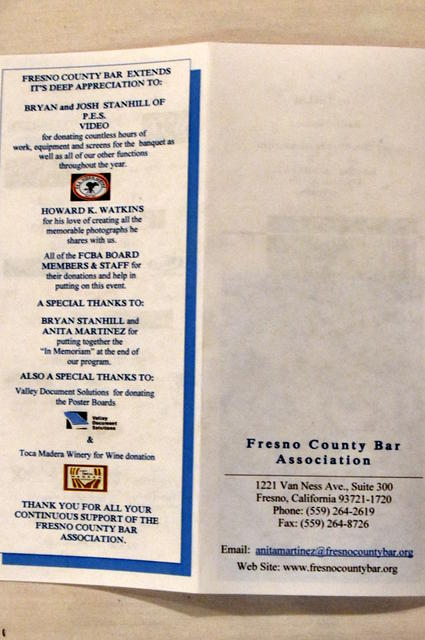 FRESNO COUNTY BAR EXTENDS
IT'S DEEP APPRECIATION TO:
BRYAN and JOSH STANHILL OF
P.E.S.
VIDEO
for donating countless hours of
work, equipment and screens for the banquet as
well as all of our other functions
throughout the year.
HOWARD K. WATKINS
for his love of creating all the
memorable photographs he
shares with us.
All of the FCBA BOARD
MEMBERS & STAFF for
their donations and help in
putting on this event.
A SPECIAL THANKS TO:
BRYAN STANHILL and
ANITA MARTINEZ for
putting together the
"In Memoriam" at the end of
our program.
ALSO A SPECIAL THANKS TO:
Valley Document Solutions for donating
the Poster Boards
Valley
Document
Solutions
&
Toca Madera Winery for Wine donation
THANK YOU FOR ALL YOUR
CONTINUOUS SUPPORT OF THE
FRESNO COUNTY BAR
ASSOCIATION.
Fresno County Bar
Association
1221 Van Ness Ave., Suite 300
Fresno, California 93721-1720
Phone: (559) 264-2619
Fax: (559) 264-8726
Email: anitamartinez@fresnocountybar.org
Web Site: www.fresnocountybar.org